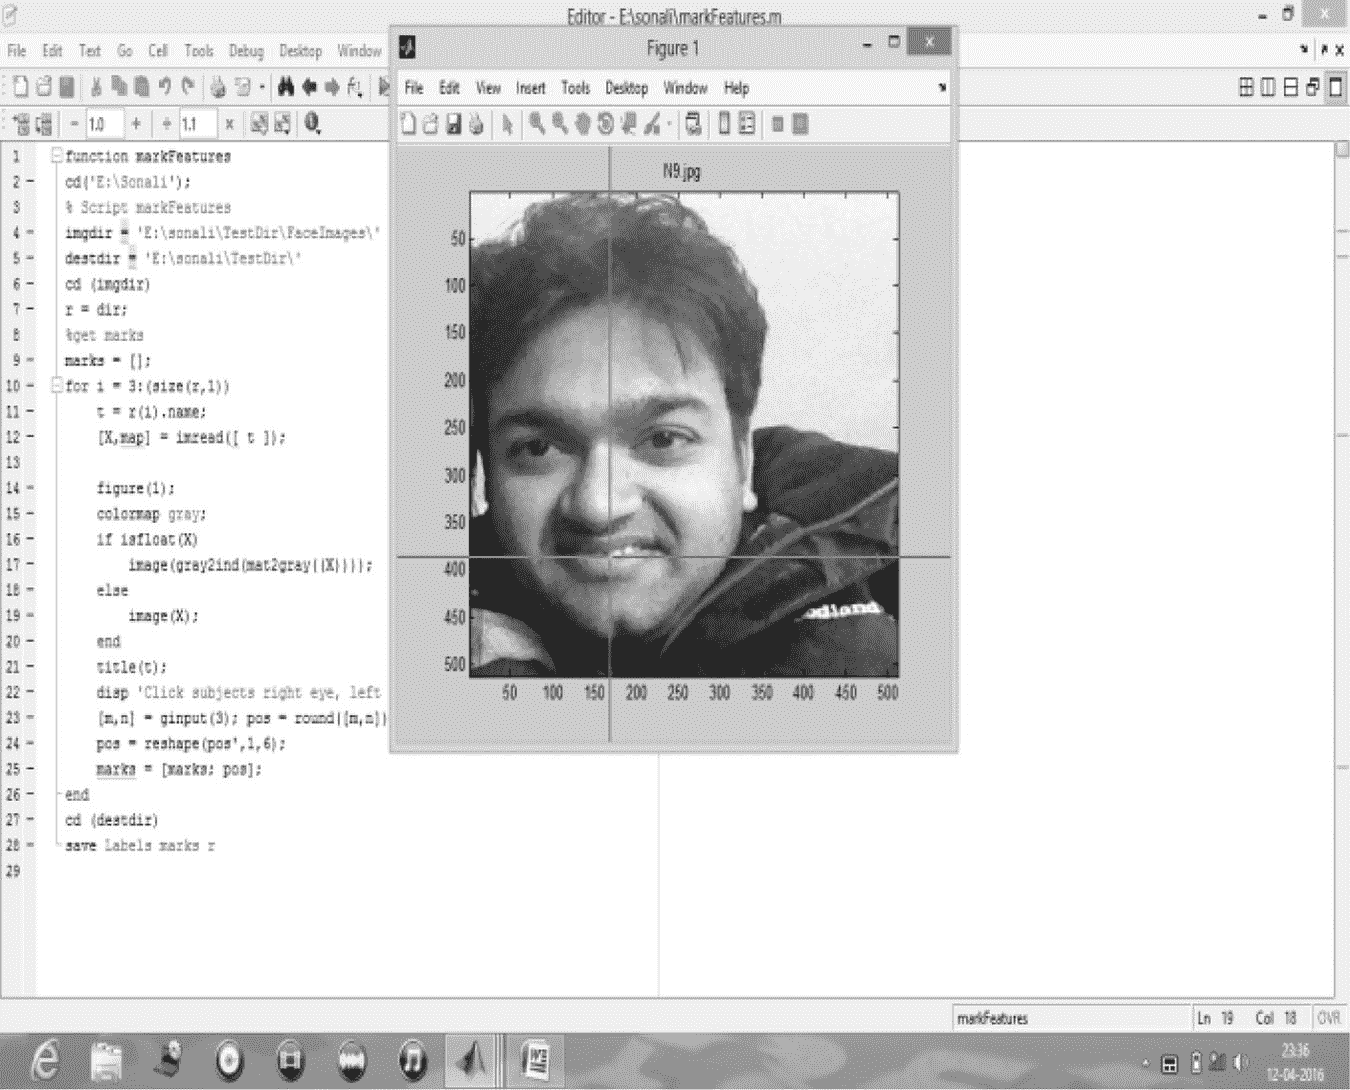 Editor - E:\sonali\markFeatures.m
File Edit Text Go Cell Tools Debug Desktop Window
Figure 1
File Edit View Insert Tools Desktop Window Help
- 1.0 + ÷ 1.1 x
N9.jpg
1 function markFeatures
2 - cd('E:\Sonali');
3 % Script markFeatures
4 - imgdir = 'E:\sonali\TestDir\FaceImages\'
5 - destdir = 'E:\sonali\TestDir\'
6 - cd (imgdir)
7 - r = dir;
8 %get marks
9 - marks = [];
10 - for i = 3:(size(r,1))
11 - t = r(i).name;
12 - [X,map] = imread([ t ]);
13
14 - figure(1);
15 - colormap gray;
16 - if isfloat(X)
17 - image(gray2ind(mat2gray((X))));
18 - else
19 - image(X);
20 - end
21 - title(t);
22 - disp 'Click subjects right eye, left
23 - [m,n] = ginput(3); pos = round([m,n])
24 - pos = reshape(pos',1,6);
25 - marks = [marks; pos];
26 - end
27 - cd (destdir)
28 - save Labels marks r
29
50
100
150
200
250
300
350
400
450
500
50 100 150 200 250 300 350 400 450 500
markFeatures
Ln 19 Col 18 OVR
23:36
12-04-2016